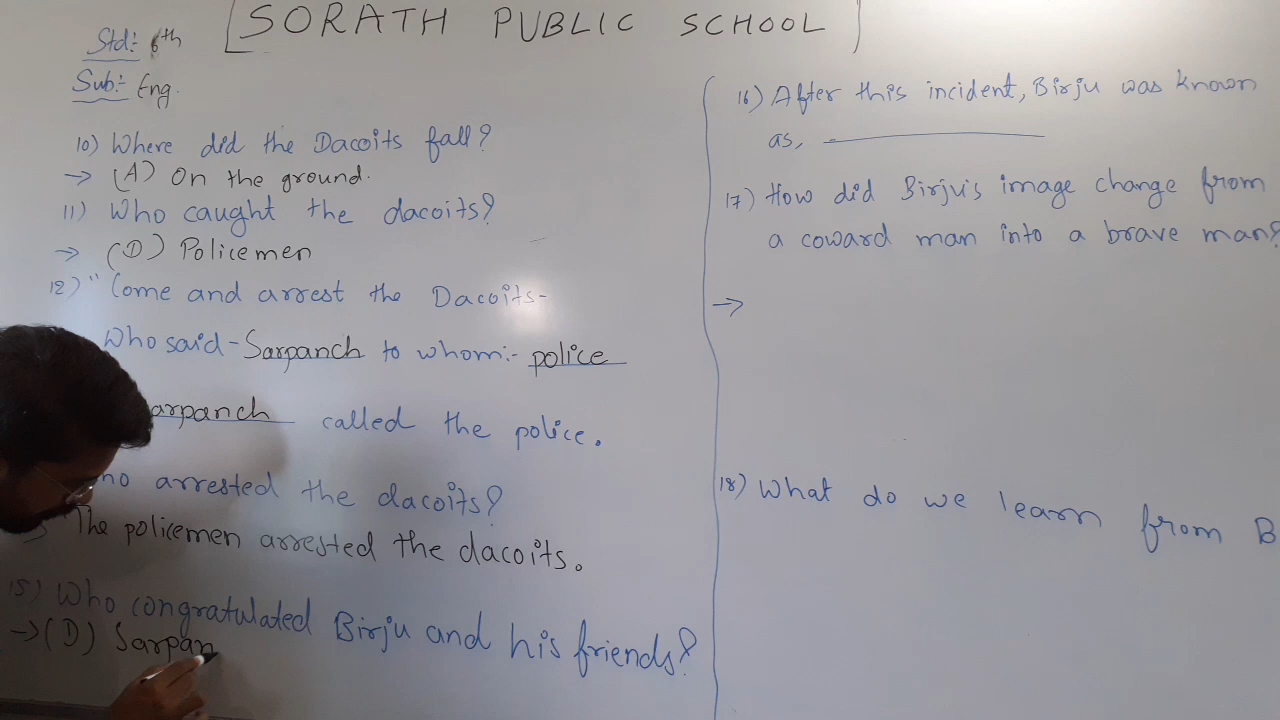 [SORATH PUBLIC SCHOOL]
Std:- 6th
Sub:- Eng.
10) Where did the Dacoits fall?
→ (A) On the ground.
11) Who caught the dacoits?
→ (D) Policemen
12) " Come and arrest the Dacoits-
Who said - Sarpanch to whom:- police
arpanch called the police.
ho arrested the dacoits?
The policemen arrested the dacoits.
15) Who congratulated Birju and his friends?
→ (D) Sarpan
16) After this incident, Birju was known
as, ____________
17) How did Birju's image change from
a coward man into a brave man?
→
18) What do we learn from B